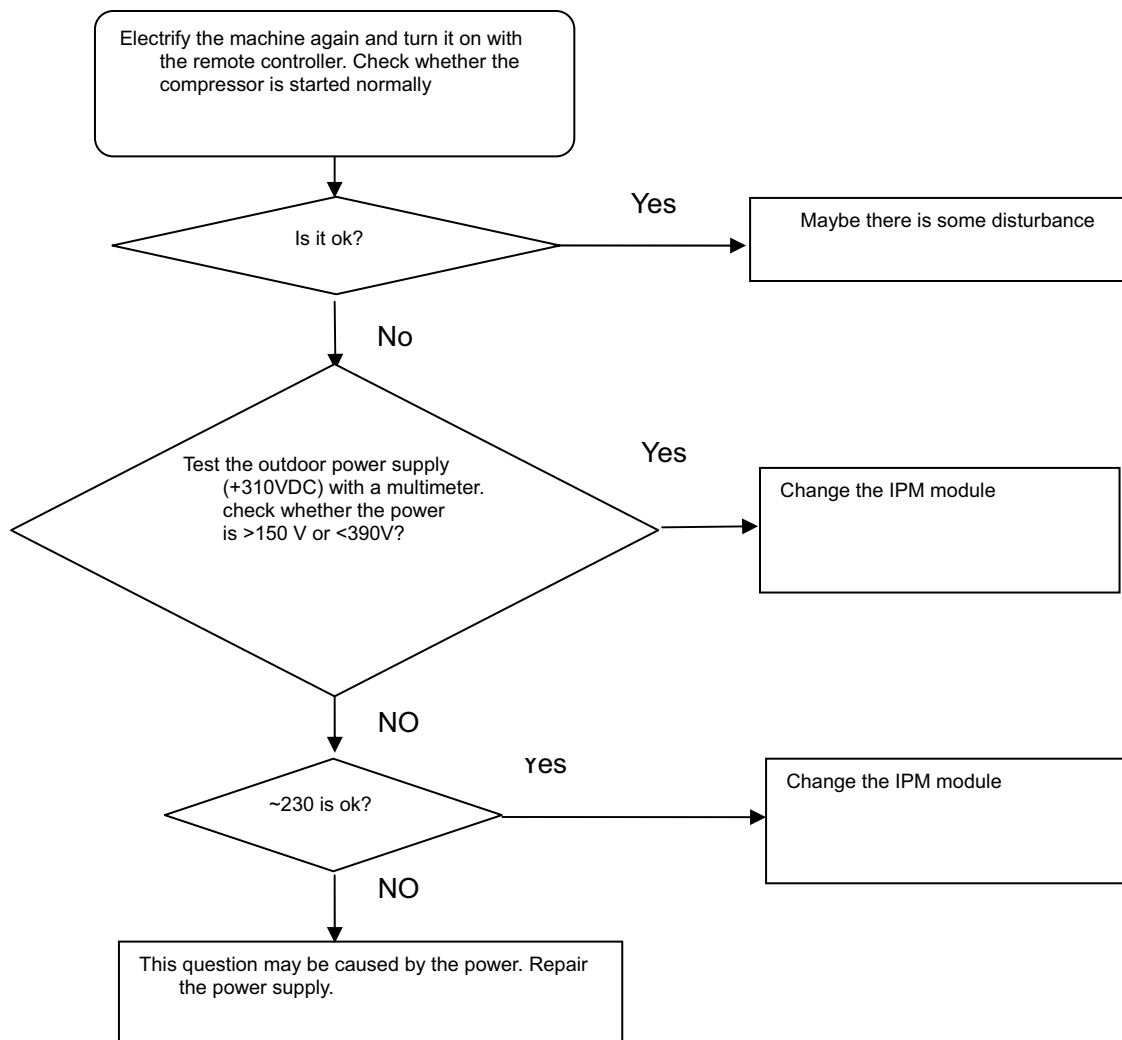 Electrify the machine again and turn it on with
the remote controller. Check whether the
compressor is started normally
Yes
Is it ok?
Maybe there is some disturbance
No
Yes
Test the outdoor power supply
(+310VDC) with a multimeter.
check whether the power
is >150 V or <390V?
Change the IPM module
NO
Yes
~230 is ok?
Change the IPM module
NO
This question may be caused by the power. Repair
the power supply.